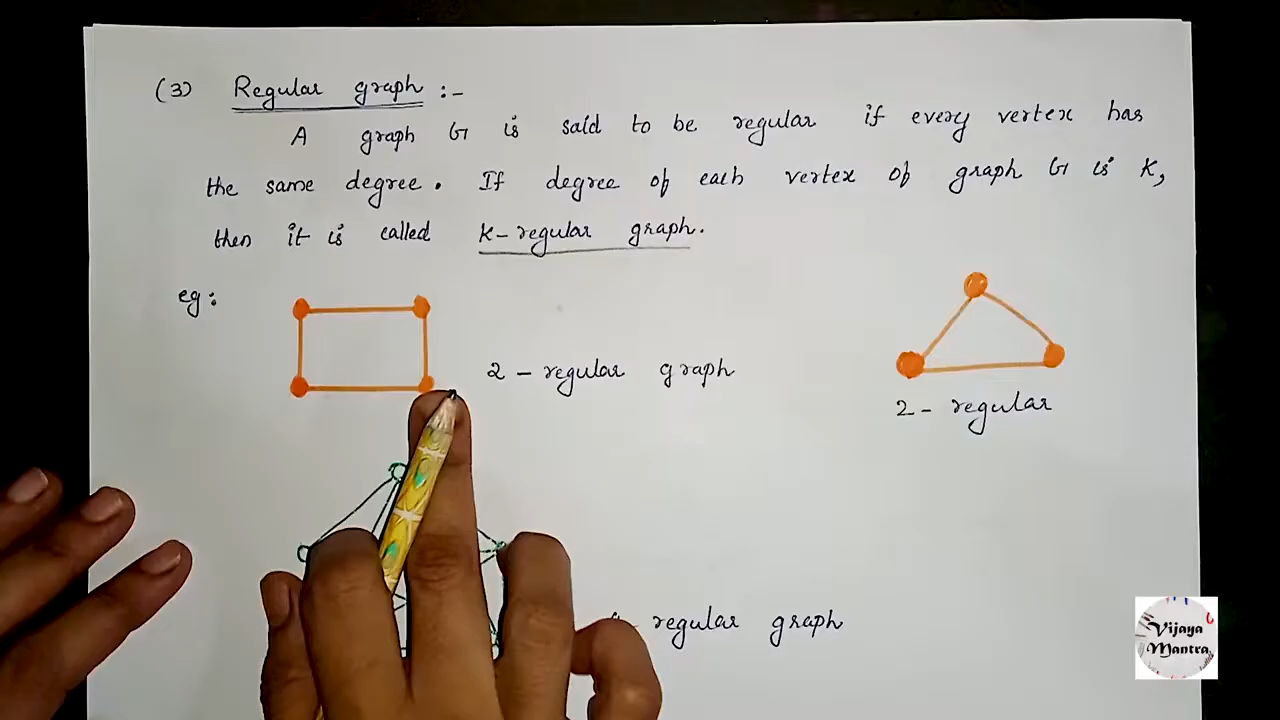 (3) Regular graph :-
A graph G is said to be regular if every vertex has
the same degree. If degree of each vertex of graph G is K,
then it is called K-regular graph.
eg:
2 - regular graph
2 - regular
regular graph
Vijaya
Mantra